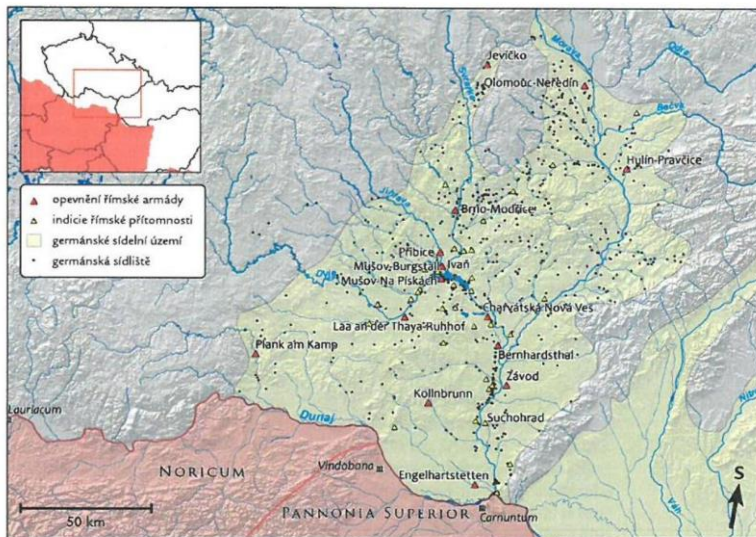 opevnění římské armády
indicie římské přítomnosti
germánské sídelní území
germánská sídliště
Jevíčko
Olomouc-Neředín
Morava
Odra
Svratka
Bečva
Hulín-Pravčice
Jihlava
Brno-Modřice
Přibice
Mušov-Burgstall
Ivaň
Mušov-Na Pískách
Dyje
Charvátská Nová Ves
Laa an der Thaya-Ruhhof
Plank am Kamp
Bernhardsthal
Závod
Kollnbrunn
Lauriacum
Dunaj
Suchohrad
Váh
NORICUM
Vindobona
Engelhartstetten
S
50 km
PANNONIA SUPERIOR
Carnuntum